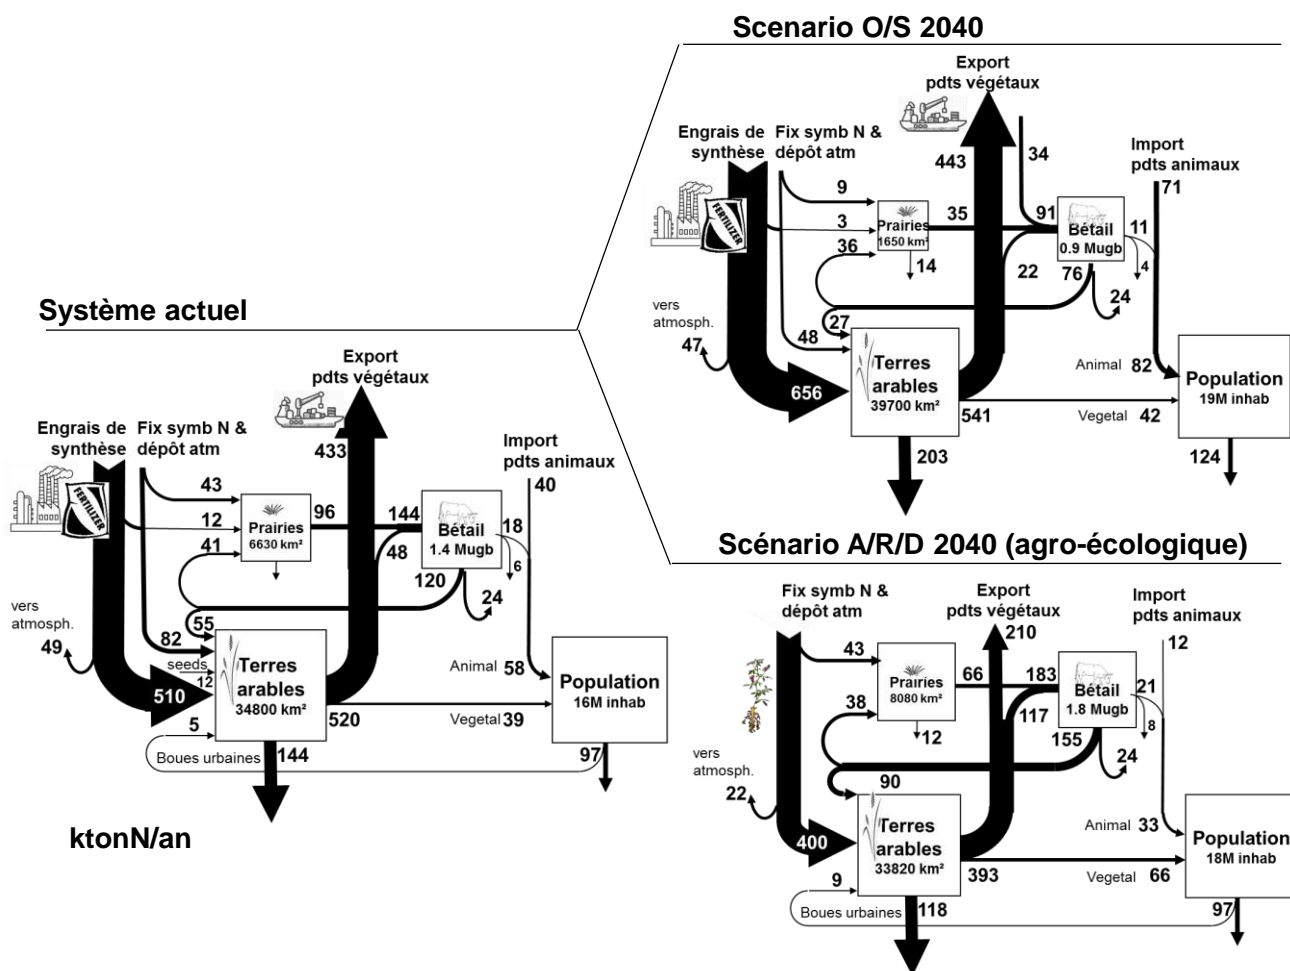 Scenario O/S 2040
Export
pdts végétaux
Engrais de
synthèse
Fix symb N &
dépôt atm
Import
pdts animaux
443
34
71
9
3
36
FERTILIZER
Prairies
1650 km²
35
91
14
22
Bétail
0.9 Mugb
11
4
76
24
vers
atmosph.
47
27
48
656
Terres
arables
39700 km²
541
203
Animal 82
Vegetal 42
Population
19M inhab
124
Système actuel
Export
pdts végétaux
Engrais de
synthèse
Fix symb N &
dépôt atm
Import
pdts animaux
433
40
43
12
41
FERTILIZER
Prairies
6630 km²
96
144
48
Bétail
1.4 Mugb
18
6
120
24
vers
atmosph.
49
55
82
seeds
12
510
5
Terres
arables
34800 km²
520
144
Boues urbaines
Animal 58
Vegetal 39
Population
16M inhab
97
ktonN/an
Scénario A/R/D 2040 (agro-écologique)
Fix symb N &
dépôt atm
Export
pdts végétaux
Import
pdts animaux
210
12
43
38
Prairies
8080 km²
66
183
117
12
Bétail
1.8 Mugb
21
8
155
24
vers
atmosph.
22
90
400
9
Terres
arables
33820 km²
393
118
Boues urbaines
Animal 33
Vegetal 66
Population
18M inhab
97